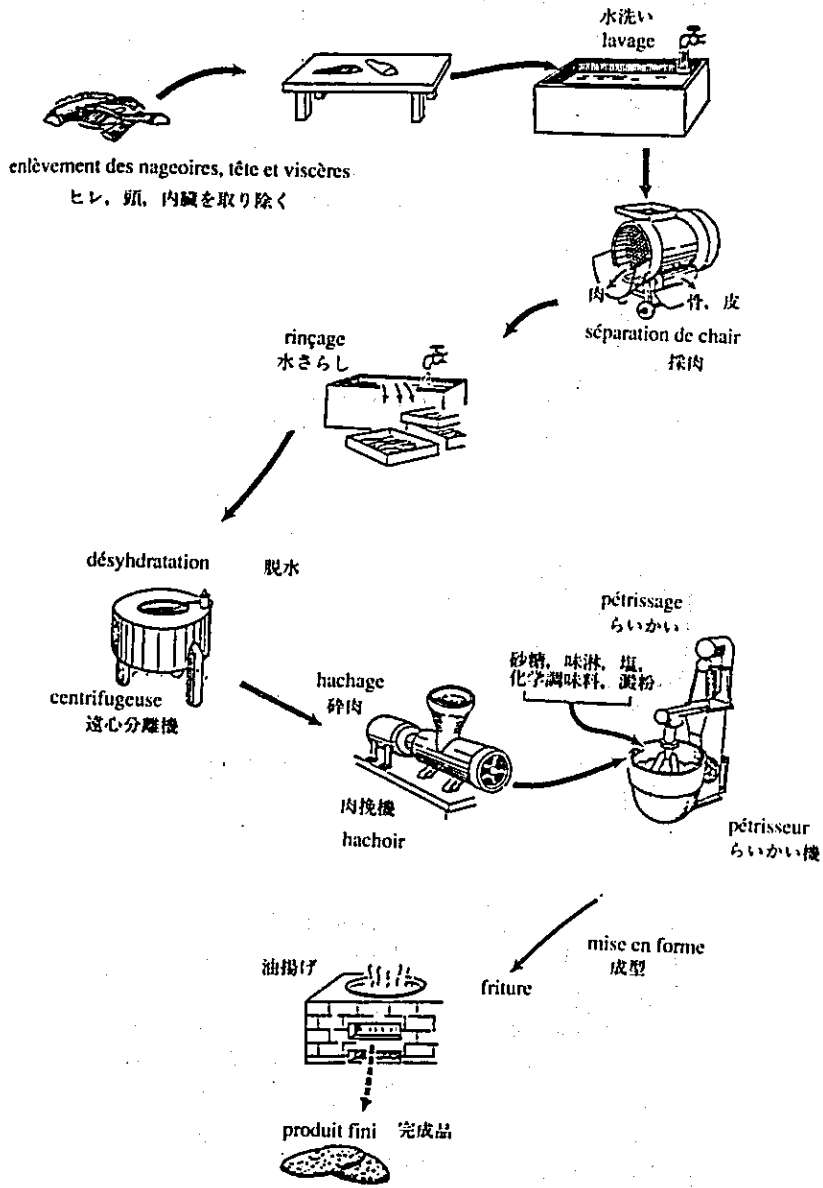 水洗い
lavage
enlèvement des nageoires, tête et viscères
ヒレ，頭，内臓を取り除く
肉
骨，皮
séparation de chair
採肉
rinçage
水さらし
désyhdratation 脱水
centrifugeuse
遠心分離機
hachage
砕肉
肉挽機
hachoir
pétrissage
らいかい
砂糖，味淋，塩，
化学調味料，澱粉
pétrisseur
らいかい機
mise en forme
成型
油揚げ
friture
produit fini 完成品